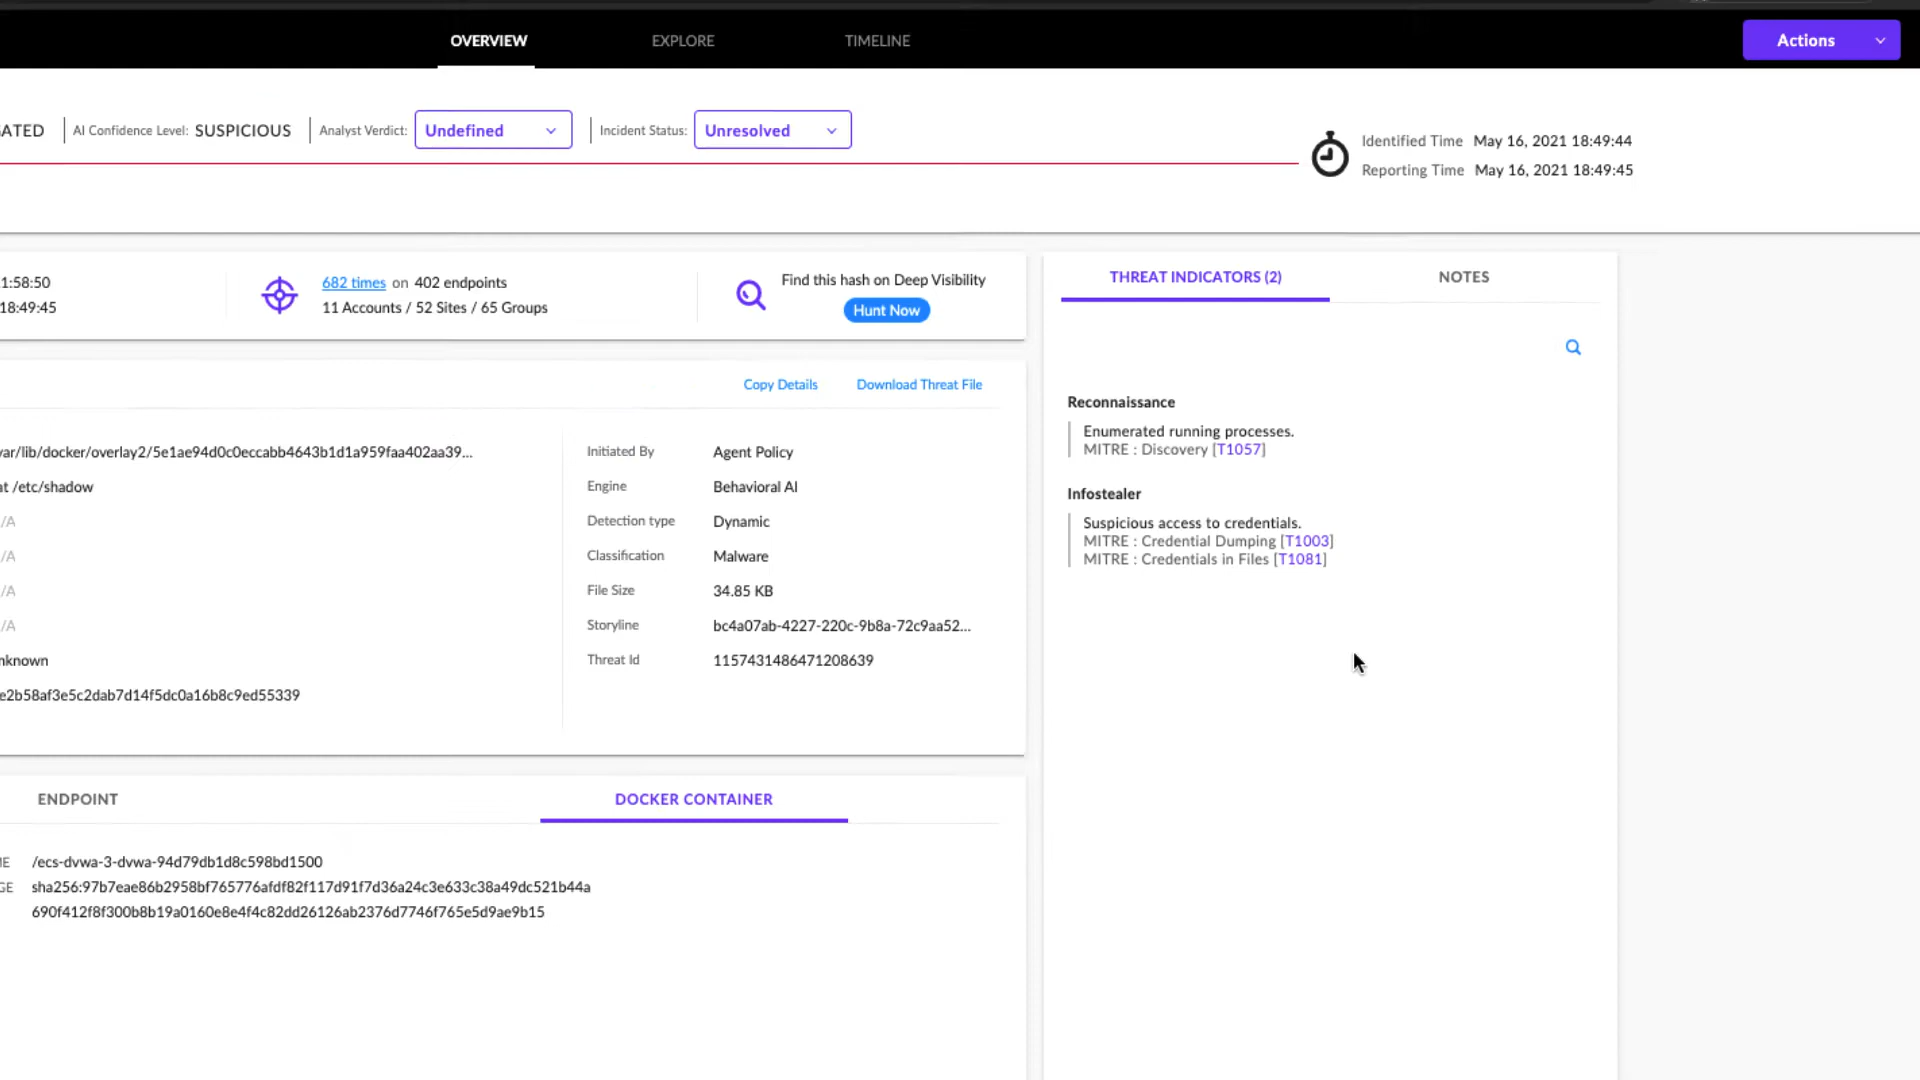 OVERVIEW EXPLORE TIMELINE Actions
GATED AI Confidence Level: SUSPICIOUS Analyst Verdict: Undefined Incident Status: Unresolved
Identified Time May 16, 2021 18:49:44
Reporting Time May 16, 2021 18:49:45
1:58:50
18:49:45
682 times on 402 endpoints
11 Accounts / 52 Sites / 65 Groups
Find this hash on Deep Visibility
Hunt Now
Copy Details Download Threat File
var/lib/docker/overlay2/5e1ae94d0c0eccabb4643b1d1a959faa402aa39...
at /etc/shadow
/A
/A
/A
/A
nknown
e2b58af3e5c2dab7d14f5dc0a16b8c9ed55339
Initiated By Agent Policy
Engine Behavioral AI
Detection type Dynamic
Classification Malware
File Size 34.85 KB
Storyline bc4a07ab-4227-220c-9b8a-72c9aa52...
Threat Id 1157431486471208639
ENDPOINT DOCKER CONTAINER
ME /ecs-dvwa-3-dvwa-94d79db1d8c598bd1500
GE sha256:97b7eae86b2958bf765776afdf82f117d91f7d36a24c3e633c38a49dc521b44a
690f412f8f300b8b19a0160e8e4f4c82dd26126ab2376d7746f765e5d9ae9b15
THREAT INDICATORS (2) NOTES
Reconnaissance
Enumerated running processes.
MITRE : Discovery [T1057]
Infostealer
Suspicious access to credentials.
MITRE : Credential Dumping [T1003]
MITRE : Credentials in Files [T1081]